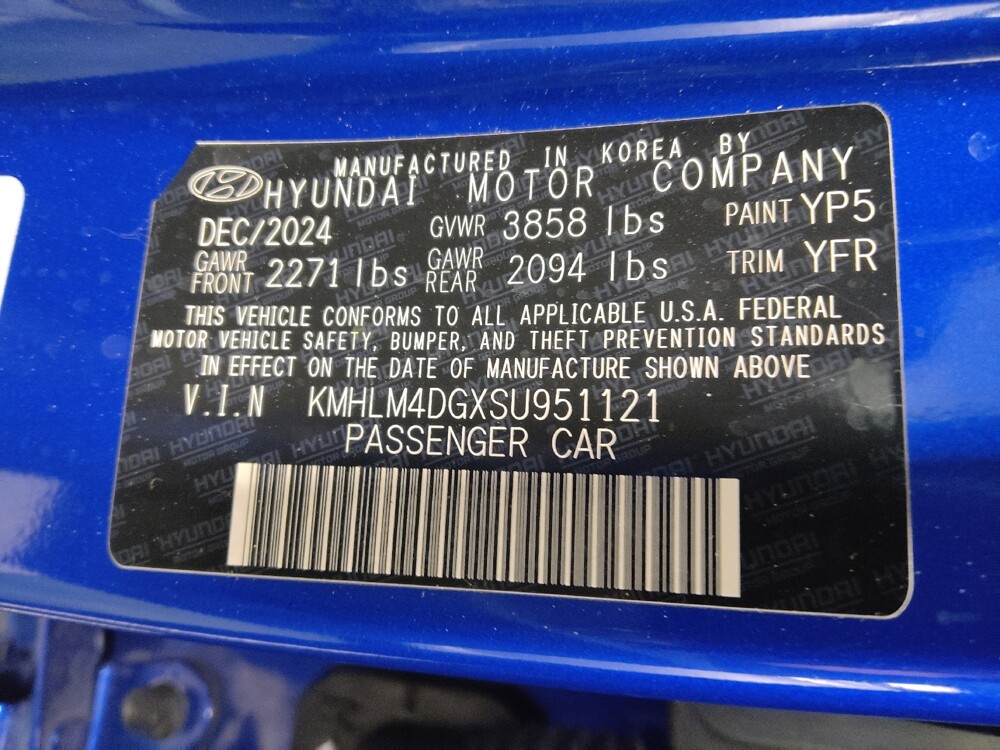 MANUFACTURED IN KOREA BY
HYUNDAI MOTOR COMPANY
DEC/2024 GVWR 3858 lbs PAINT YP5
GAWR FRONT 2271 lbs GAWR REAR 2094 lbs TRIM YFR
THIS VEHICLE CONFORMS TO ALL APPLICABLE U.S.A. FEDERAL
MOTOR VEHICLE SAFETY, BUMPER, AND THEFT PREVENTION STANDARDS
IN EFFECT ON THE DATE OF MANUFACTURE SHOWN ABOVE
V.I.N KMHLM4DGXSU951121
PASSENGER CAR